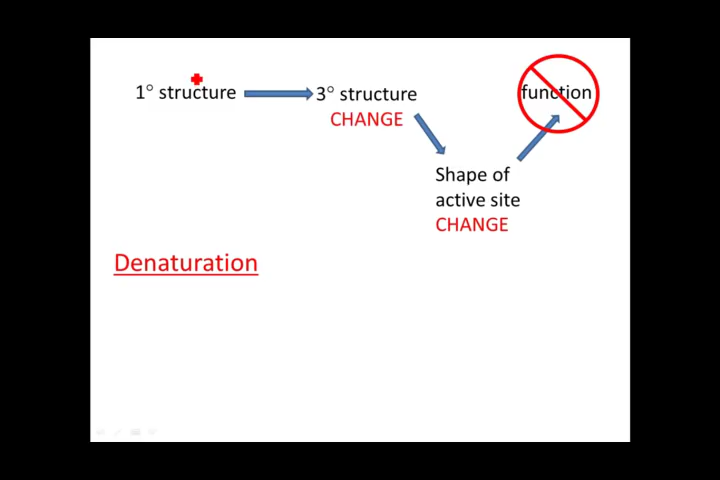 1° structure
3° structure
CHANGE
function
Shape of
active site
CHANGE
Denaturation